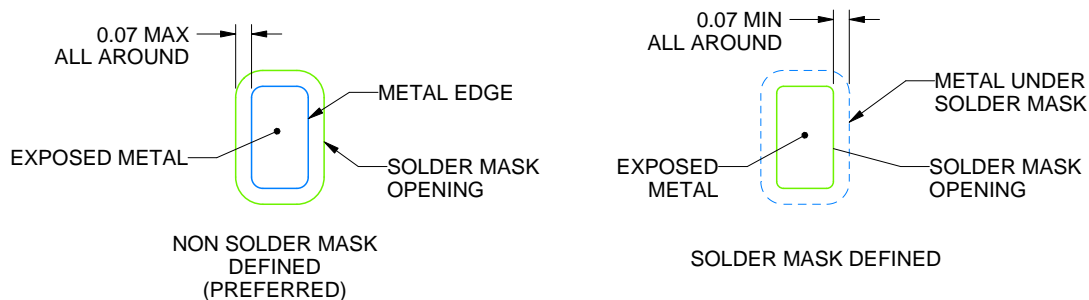 0.07 MAX
ALL AROUND
METAL EDGE
EXPOSED METAL
SOLDER MASK
OPENING
NON SOLDER MASK
DEFINED
(PREFERRED)
0.07 MIN
ALL AROUND
METAL UNDER
SOLDER MASK
EXPOSED
METAL
SOLDER MASK
OPENING
SOLDER MASK DEFINED